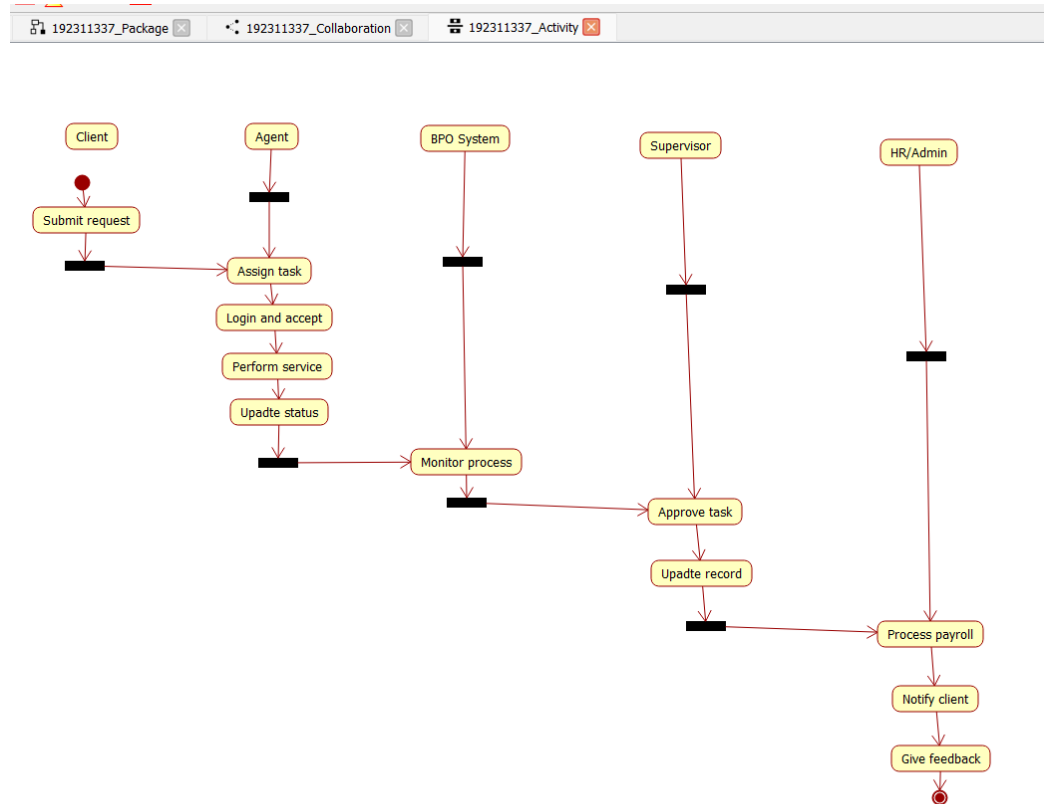 192311337_Package
192311337_Collaboration
192311337_Activity
Client
Agent
BPO System
Supervisor
HR/Admin
Submit request
Assign task
Login and accept
Perform service
Upadte status
Monitor process
Approve task
Upadte record
Process payroll
Notify client
Give feedback